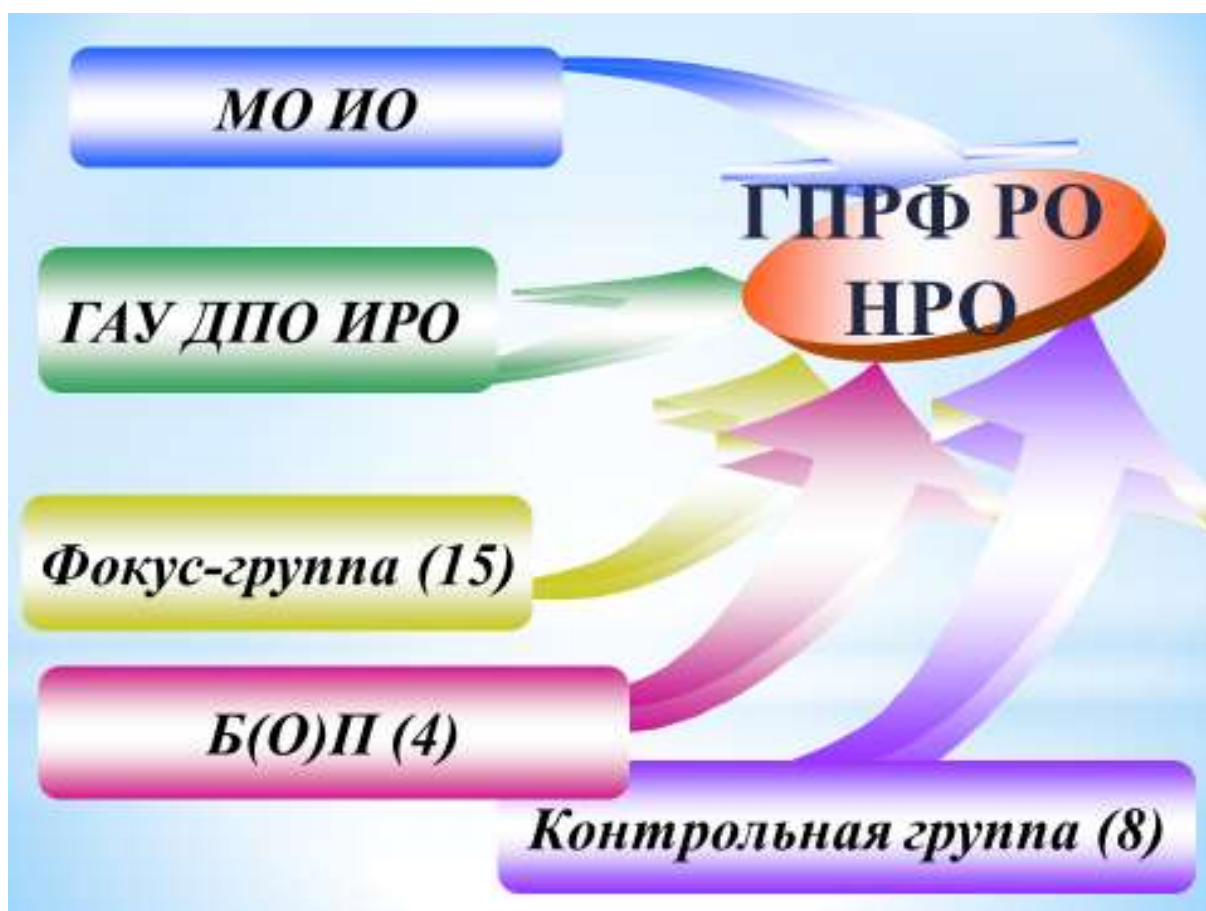 МО ИО
ГПРФ РО
НРО
ГАУ ДПО ИРО
Фокус-группа (15)
Б(О)П (4)
Контрольная группа (8)